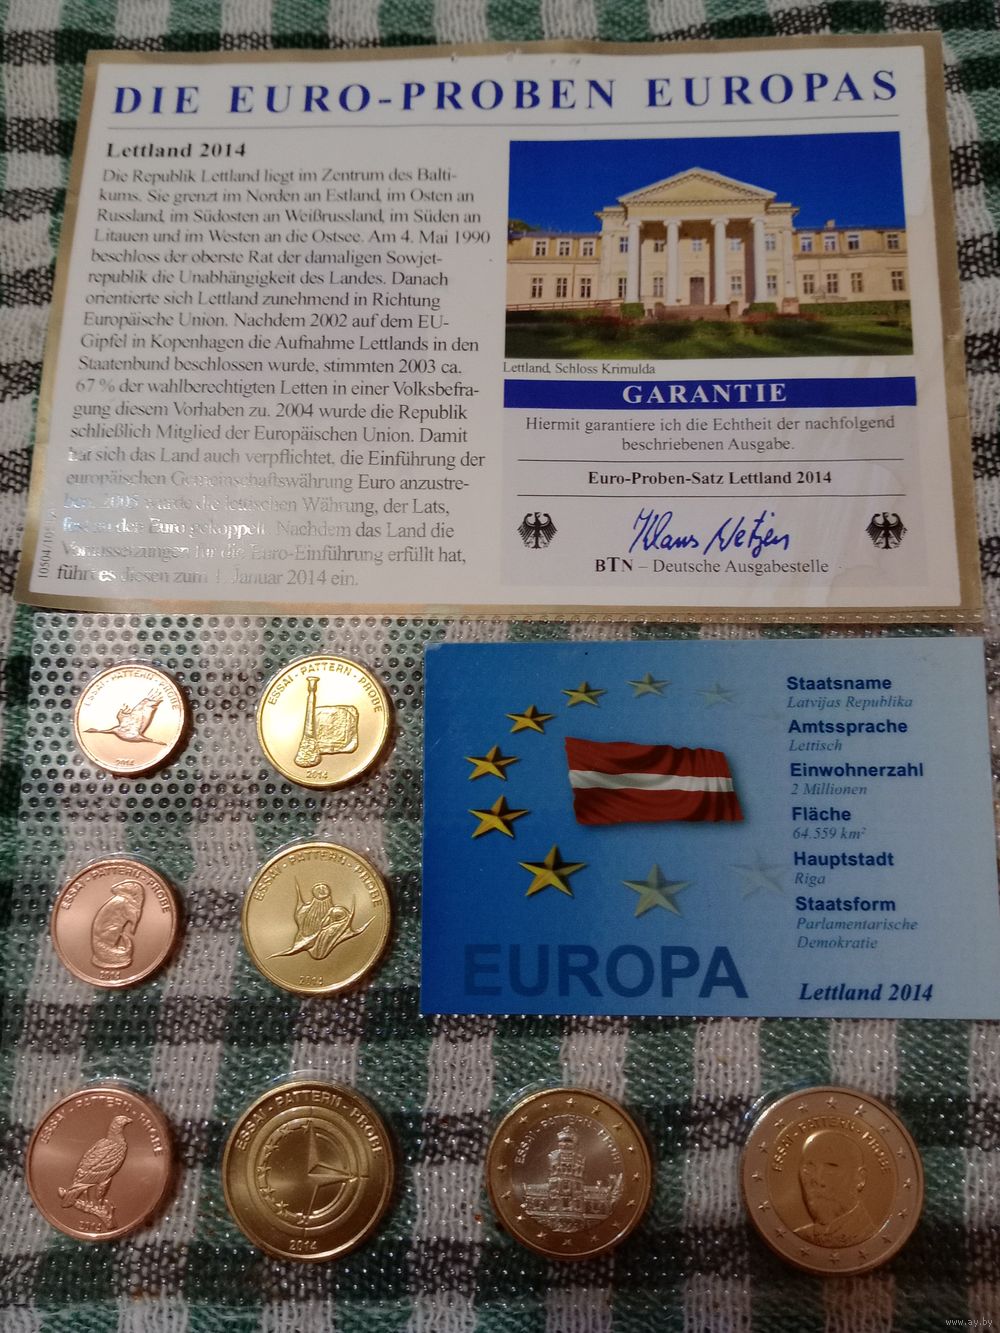 DIE EURO-PROBEN EUROPAS
Lettland 2014
Die Republik Lettland liegt im Zentrum des Balti-
kums. Sie grenzt im Norden an Estland, im Osten an
Russland, im Südosten an Weißrussland, im Süden an
Litauen und im Westen an die Ostsee. Am 4. Mai 1990
beschloss der oberste Rat der damaligen Sowjet-
republik die Unabhängigkeit des Landes. Danach
orientierte sich Lettland zunehmend in Richtung
Europäische Union. Nachdem 2002 auf dem EU-
Gipfel in Kopenhagen die Aufnahme Lettlands in den
Staatenbund beschlossen wurde, stimmten 2003 ca.
67 % der wahlberechtigten Letten in einer Volksbefra-
gung diesem Vorhaben zu. 2004 wurde die Republik
schließlich Mitglied der Europäischen Union. Damit
hat sich das Land auch verpflichtet, die Einführung der
europäischen Gemeinschaftswährung Euro anzustre-
ben. 2005 wurde die lettischen Währung, der Lats,
fest an den Euro gekoppelt. Nachdem das Land die
Voraussetzungen für die Euro-Einführung erfüllt hat,
führt es diesen zum 1. Januar 2014 ein.
Lettland, Schloss Krimulda
GARANTIE
Hiermit garantiere ich die Echtheit der nachfolgend
beschriebenen Ausgabe.
Euro-Proben-Satz Lettland 2014
BTN – Deutsche Ausgabestelle
ESSAI - PATTERN - PROBE
2014
ESSAI - PATTERN - PROBE
2014
Staatsname
Latvijas Republika
Amtssprache
Lettisch
Einwohnerzahl
2 Millionen
Fläche
64.559 km²
Hauptstadt
Riga
Staatsform
Parlamentarische
Demokratie
EUROPA
Lettland 2014
ESSAI - PATTERN - PROBE
2014
ESSAI - PATTERN - PROBE
2014
ESSAI - PATTERN - PROBE
2014
ESSAI - PATTERN - PROBE
2014
ESSAI - PATTERN - PROBE
ESSAI - PATTERN - PROBE
www.ay.by